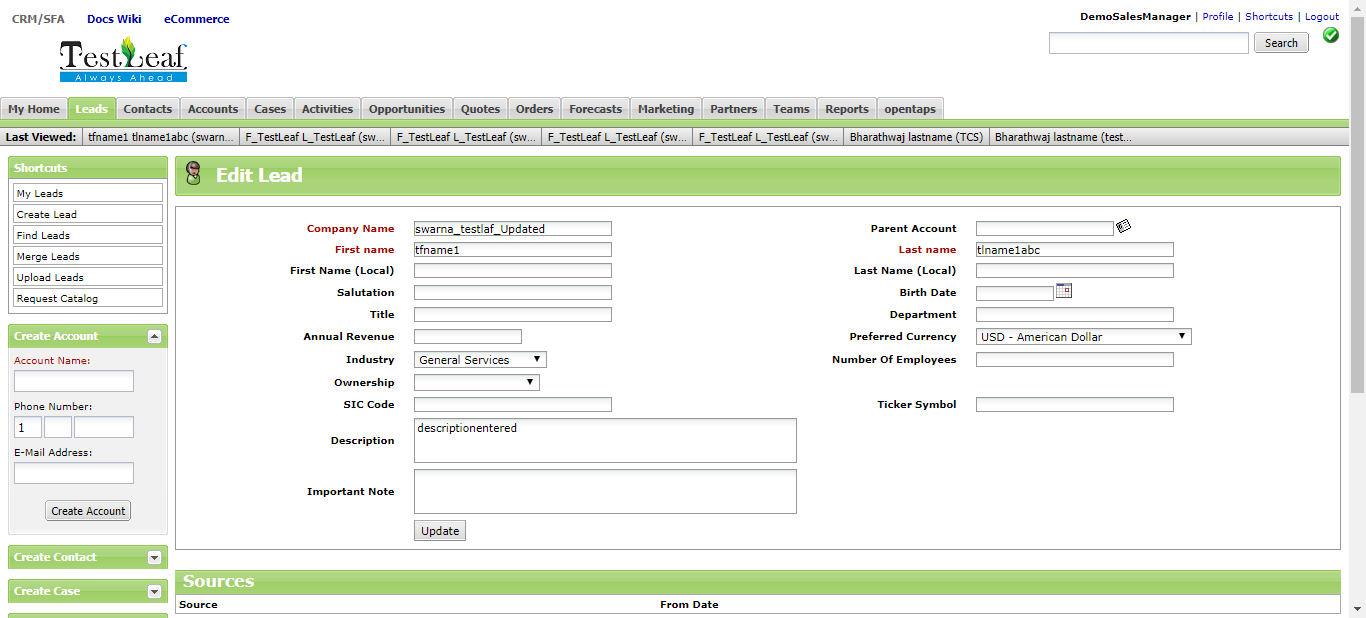 CRM/SFA Docs Wiki eCommerce
DemoSalesManager | Profile | Shortcuts | Logout
TestLeaf
Always Ahead
Search
My Home Leads Contacts Accounts Cases Activities Opportunities Quotes Orders Forecasts Marketing Partners Teams Reports opentaps
Last Viewed: tfname1 tlname1abc (swarn... F_TestLeaf L_TestLeaf (sw... F_TestLeaf L_TestLeaf (sw... F_TestLeaf L_TestLeaf (sw... F_TestLeaf L_TestLeaf (sw... Bharathwaj lastname (TCS) Bharathwaj lastname (test...
Shortcuts
My Leads
Create Lead
Find Leads
Merge Leads
Upload Leads
Request Catalog
Create Account
Account Name:
Phone Number:
1
E-Mail Address:
Create Account
Create Contact
Create Case
Edit Lead
Company Name swarna_testlaf_Updated Parent Account
First name tfname1 Last name tlname1abc
First Name (Local) Last Name (Local)
Salutation Birth Date
Title Department
Annual Revenue Preferred Currency USD - American Dollar
Industry General Services Number Of Employees
Ownership
SIC Code Ticker Symbol
Description descriptionentered
Important Note
Update
Sources
Source From Date